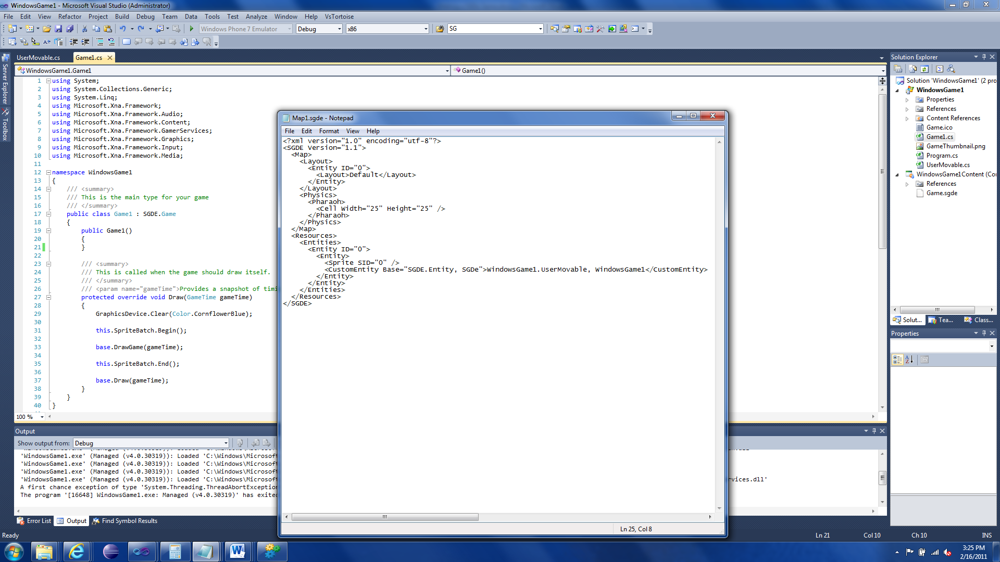 WindowsGame1 - Microsoft Visual Studio (Administrator)
File Edit View Refactor Project Build Debug Team Data Tools Test Analyze Window Help VsTortoise
Windows Phone 7 Emulator Debug x86 SG
UserMovable.cs Game1.cs
WindowsGame1.Game1 Game1()
Server Explorer
Toolbox
1 using System;
2 using System.Collections.Generic;
3 using System.Linq;
4 using Microsoft.Xna.Framework;
5 using Microsoft.Xna.Framework.Audio;
6 using Microsoft.Xna.Framework.Content;
7 using Microsoft.Xna.Framework.GamerServices;
8 using Microsoft.Xna.Framework.Graphics;
9 using Microsoft.Xna.Framework.Input;
10 using Microsoft.Xna.Framework.Media;
11
12 namespace WindowsGame1
13 {
14 /// <summary>
15 /// This is the main type for your game
16 /// </summary>
17 public class Game1 : SGDE.Game
18 {
19 public Game1()
20 {
21 }
22
23 /// <summary>
24 /// This is called when the game should draw itself.
25 /// </summary>
26 /// <param name="gameTime">Provides a snapshot of timi
27 protected override void Draw(GameTime gameTime)
28 {
29 GraphicsDevice.Clear(Color.CornflowerBlue);
30
31 this.SpriteBatch.Begin();
32
33 base.DrawGame(gameTime);
34
35 this.SpriteBatch.End();
36
37 base.Draw(gameTime);
38 }
39 }
40 }
100 %
Map1.sgde - Notepad
File Edit Format View Help
<?xml version="1.0" encoding="utf-8"?>
<SGDE Version="1.1">
<Map>
<Layout>
<Entity ID="0">
<Layout>Default</Layout>
</Entity>
</Layout>
<Physics>
<Pharaoh>
<Cell Width="25" Height="25" />
</Pharaoh>
</Physics>
</Map>
<Resources>
<Entities>
<Entity ID="0">
<Entity>
<Sprite SID="0" />
<CustomEntity Base="SGDE.Entity, SGDe">WindowsGame1.UserMovable, WindowsGame1</CustomEntity>
</Entity>
</Entity>
</Entities>
</Resources>
</SGDE>
Ln 25, Col 8
Solution Explorer
Solution 'WindowsGame1' (2 pro
WindowsGame1
Properties
References
Content References
Game.ico
Game1.cs
GameThumbnail.png
Program.cs
UserMovable.cs
WindowsGame1Content (Co
References
Game.sgde
Solut... Tea... Class...
Properties
Output
Show output from: Debug
'WindowsGame1.exe' (Managed (v4.0.30319)): Loaded 'C:\Windows\Microsoft
'WindowsGame1.exe' (Managed (v4.0.30319)): Loaded 'C:\Windows\Microsoft
'WindowsGame1.exe' (Managed (v4.0.30319)): Loaded 'C:\Windows\Microsoft
'WindowsGame1.exe' (Managed (v4.0.30319)): Loaded 'C:\Windows\Microsoft rvices.dll'
A first chance exception of type 'System.Threading.ThreadAbortException
The program '[16648] WindowsGame1.exe: Managed (v4.0.30319)' has exited
Error List Output Find Symbol Results
Ready Ln 21 Col 10 Ch 10 INS
3:25 PM
2/16/2011